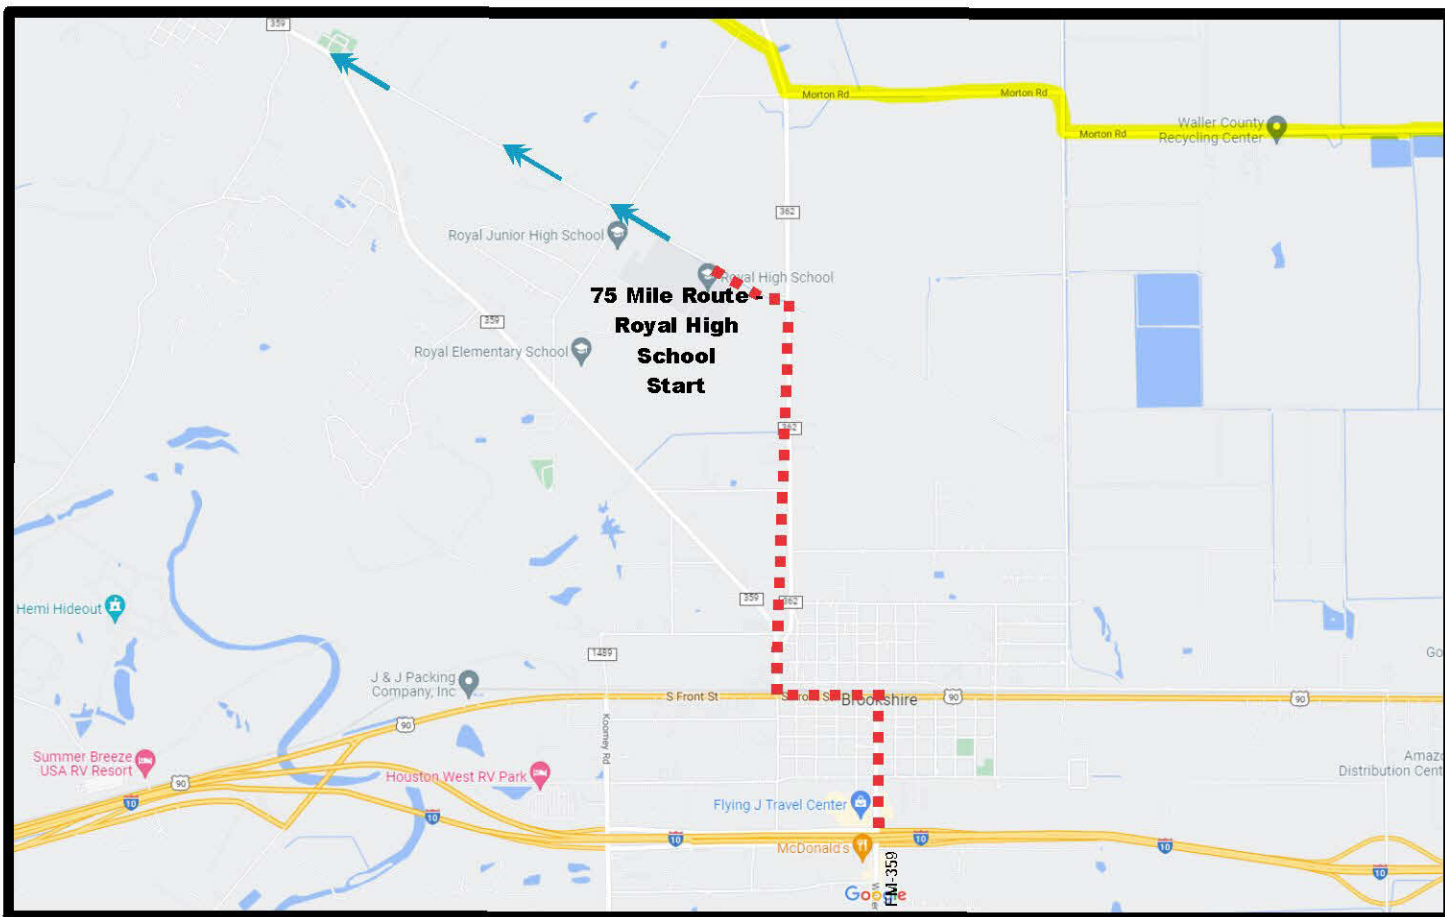 359
Morton Rd
Morton Rd
Morton Rd
Waller County
Recycling Center
362
Royal Junior High School
Royal High School
75 Mile Route -
Royal High
School
Start
359
Royal Elementary School
362
Hemi Hideout
359
362
1489
J & J Packing
Company, Inc
S Front St
S Front St
Brookshire
90
90
90
Koomey Rd
Summer Breeze
USA RV Resort
90
10
Houston West RV Park
10
Flying J Travel Center
10
10
McDonald's
10
10
Distribution Cent
Google
FM-359